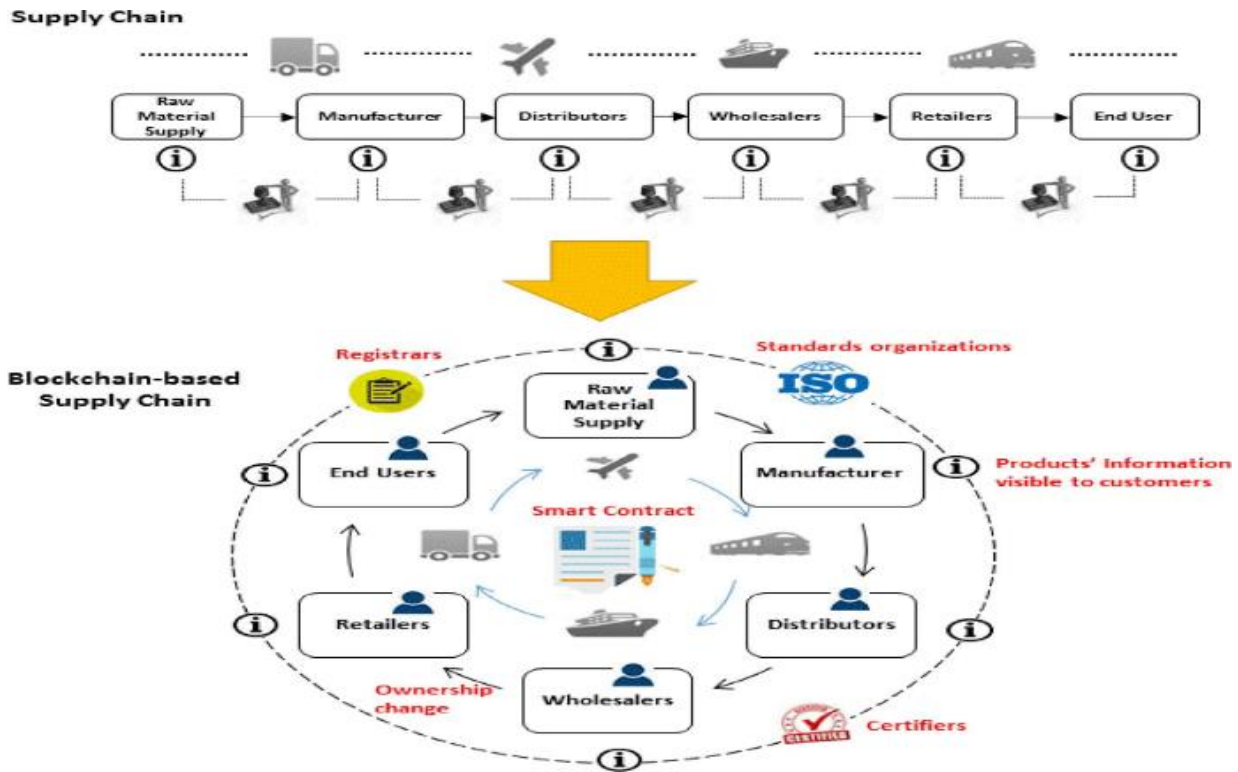 Supply Chain
Raw
Material
Supply
Manufacturer
Distributors
Wholesalers
Retailers
End User
i
i
i
i
i
i
Blockchain-based
Supply Chain
Registrars
i
Standards organizations
ISO
Raw
Material
Supply
End Users
Manufacturer
i
i
Products' Information
visible to customers
Smart Contract
Retailers
Distributors
i
i
Ownership
change
Wholesalers
Certifiers
i